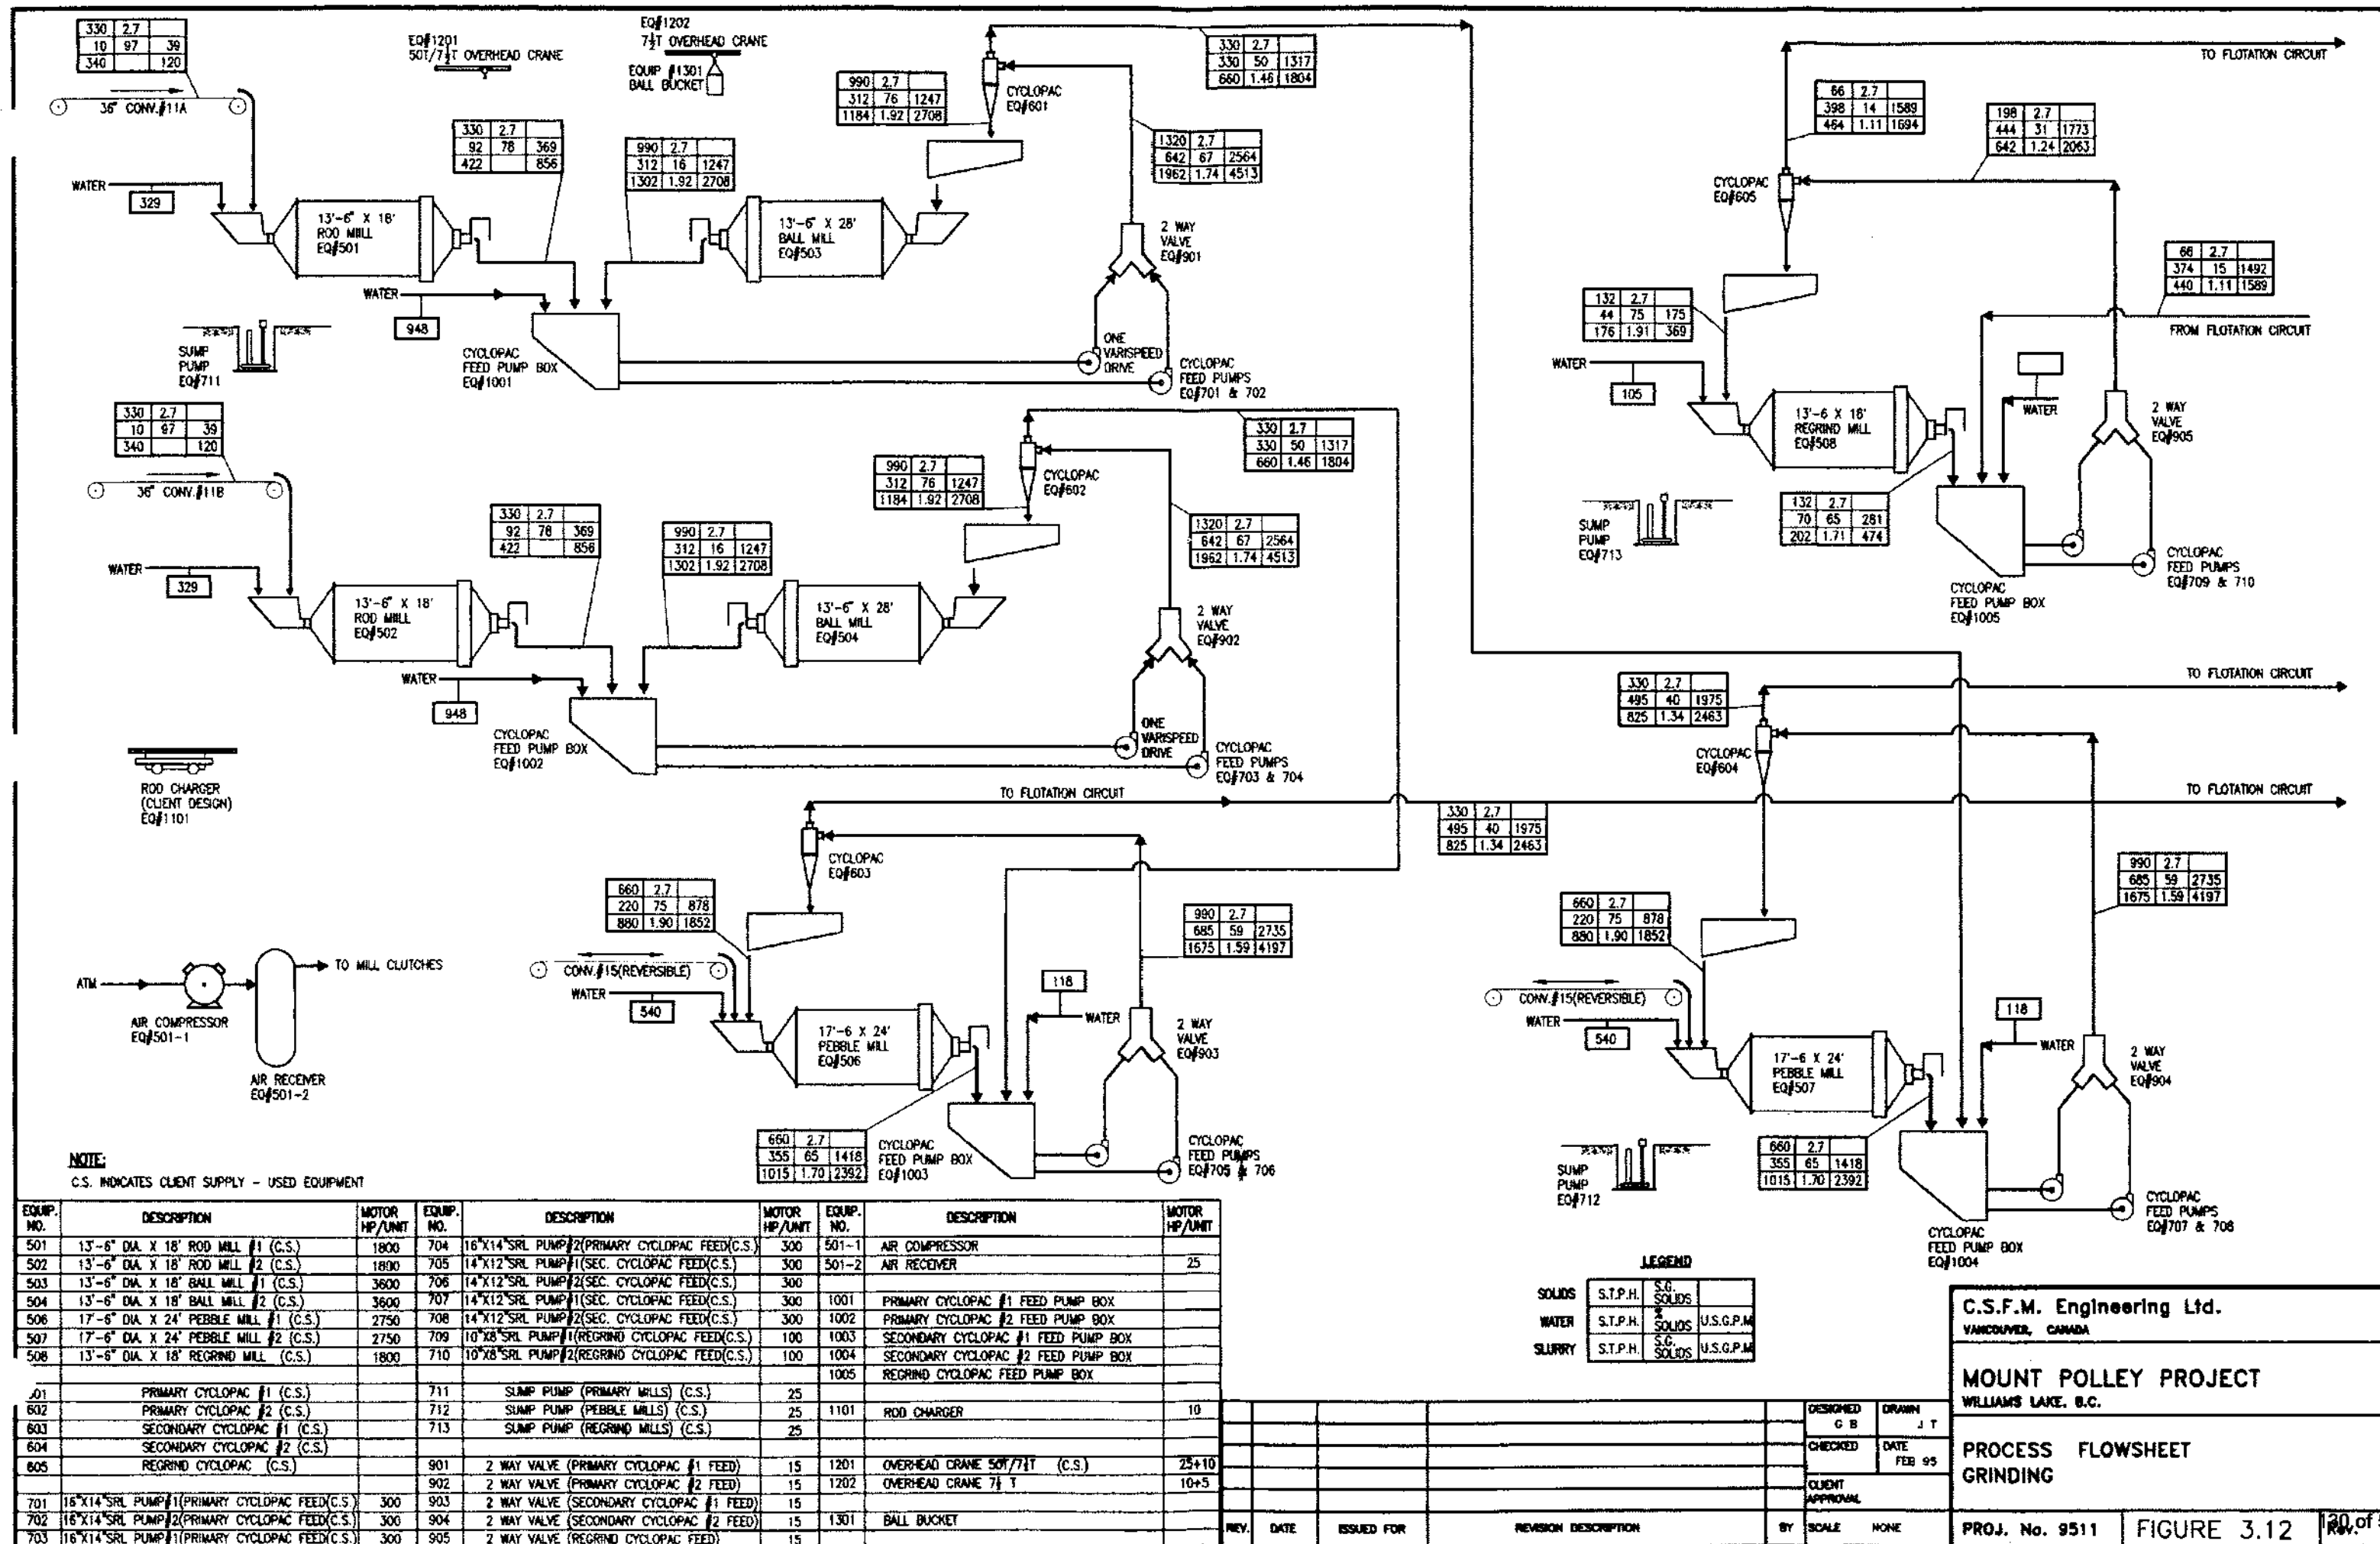 330 2.7
10 97 39
340 120
36" CONV.#11A
EQ#1201
50T/7½T OVERHEAD CRANE
EQ#1202
7½T OVERHEAD CRANE
EQUIP #1301
BALL BUCKET
990 2.7
312 76 1247
1184 1.92 2708
CYCLOPAC
EQ#601
330 2.7
330 50 1317
660 1.46 1804
330 2.7
92 78 369
422 856
990 2.7
312 16 1247
1302 1.92 2708
1320 2.7
642 67 2564
1962 1.74 4513
WATER
329
13'-6" X 18'
ROD MIILL
EQ#501
13'-6" X 28'
BALL MILL
EQ#503
2 WAY
VALVE
EQ#901
WATER
948
SUMP
PUMP
EQ#711
CYCLOPAC
FEED PUMP BOX
EQ#1001
ONE
VARISPEED
DRIVE
CYCLOPAC
FEED PUMPS
EQ#701 & 702
330 2.7
10 97 39
340 120
36" CONV.#11B
330 2.7
92 78 369
422 856
990 2.7
312 16 1247
1302 1.92 2708
990 2.7
312 76 1247
1184 1.92 2708
CYCLOPAC
EQ#602
330 2.7
330 50 1317
660 1.46 1804
1320 2.7
642 67 2564
1962 1.74 4513
WATER
329
13'-6" X 18'
ROD MIILL
EQ#502
13'-6" X 28'
BALL MILL
EQ#504
2 WAY
VALVE
EQ#902
WATER
948
CYCLOPAC
FEED PUMP BOX
EQ#1002
ONE
VARISPEED
DRIVE
CYCLOPAC
FEED PUMPS
EQ#703 & 704
ROD CHARGER
(CLIENT DESIGN)
EQ#1101
TO FLOTATION CIRCUIT
66 2.7
398 14 1589
464 1.11 1694
198 2.7
444 31 1773
642 1.24 2063
CYCLOPAC
EQ#605
66 2.7
374 15 1492
440 1.11 1589
FROM FLOTATION CIRCUIT
132 2.7
44 75 175
176 1.91 369
WATER
105
WATER
13'-6 X 18'
REGRIND MILL
EQ#508
2 WAY
VALVE
EQ#905
SUMP
PUMP
EQ#713
132 2.7
70 65 281
202 1.71 474
CYCLOPAC
FEED PUMPS
EQ#709 & 710
CYCLOPAC
FEED PUMP BOX
EQ#1005
330 2.7
495 40 1975
825 1.34 2463
TO FLOTATION CIRCUIT
CYCLOPAC
EQ#604
TO FLOTATION CIRCUIT
TO FLOTATION CIRCUIT
330 2.7
495 40 1975
825 1.34 2463
CYCLOPAC
EQ#603
660 2.7
220 75 878
880 1.90 1852
990 2.7
685 59 2735
1675 1.59 4197
CONV.#15(REVERSIBLE)
WATER
540
118
WATER
17'-6 X 24'
PEBBLE MILL
EQ#506
2 WAY
VALVE
EQ#903
660 2.7
355 65 1418
1015 1.70 2392
CYCLOPAC
FEED PUMP BOX
EQ#1003
CYCLOPAC
FEED PUMPS
EQ#705 & 706
ATM
TO MILL CLUTCHES
AIR COMPRESSOR
EQ#501-1
AIR RECEIVER
EQ#501-2
990 2.7
685 59 2735
1675 1.59 4197
660 2.7
220 75 878
880 1.90 1852
CONV.#15(REVERSIBLE)
WATER
540
118
WATER
17'-6 X 24'
PEBBLE MILL
EQ#507
2 WAY
VALVE
EQ#904
SUMP
PUMP
EQ#712
660 2.7
355 65 1418
1015 1.70 2392
CYCLOPAC
FEED PUMPS
EQ#707 & 708
CYCLOPAC
FEED PUMP BOX
EQ#1004
NOTE:
C.S. INDICATES CLIENT SUPPLY - USED EQUIPMENT
EQUIP. NO. DESCRIPTION MOTOR HP/UNIT EQUIP. NO. DESCRIPTION MOTOR HP/UNIT EQUIP. NO. DESCRIPTION MOTOR HP/UNIT
501 13'-6" DIA. X 18' ROD MILL #1 (C.S.) 1800 704 16"X14"SRL PUMP#2(PRIMARY CYCLOPAC FEED(C.S.) 300 501-1 AIR COMPRESSOR
502 13'-6" DIA. X 18' ROD MILL #2 (C.S.) 1800 705 14"X12"SRL PUMP#1(SEC. CYCLOPAC FEED(C.S.) 300 501-2 AIR RECEIVER 25
503 13'-6" DIA. X 18' BALL MILL #1 (C.S.) 3600 706 14"X12"SRL PUMP#2(SEC. CYCLOPAC FEED(C.S.) 300
504 13'-6" DIA. X 18' BALL MILL #2 (C.S.) 3600 707 14"X12"SRL PUMP#1(SEC. CYCLOPAC FEED(C.S.) 300 1001 PRIMARY CYCLOPAC #1 FEED PUMP BOX
506 17'-6" DIA. X 24' PEBBLE MILL #1 (C.S.) 2750 708 14"X12"SRL PUMP#2(SEC. CYCLOPAC FEED(C.S.) 300 1002 PRIMARY CYCLOPAC #2 FEED PUMP BOX
507 17'-6" DIA. X 24' PEBBLE MILL #2 (C.S.) 2750 709 10"X8"SRL PUMP#1(REGRIND CYCLOPAC FEED(C.S.) 100 1003 SECONDARY CYCLOPAC #1 FEED PUMP BOX
508 13'-6" DIA. X 18' REGRIND MILL (C.S.) 1800 710 10"X8"SRL PUMP#2(REGRIND CYCLOPAC FEED(C.S.) 100 1004 SECONDARY CYCLOPAC #2 FEED PUMP BOX
1005 REGRIND CYCLOPAC FEED PUMP BOX
01 PRIMARY CYCLOPAC #1 (C.S.) 711 SUMP PUMP (PRIMARY MILLS) (C.S.) 25
602 PRIMARY CYCLOPAC #2 (C.S.) 712 SUMP PUMP (PEBBLE MILLS) (C.S.) 25 1101 ROD CHARGER 10
603 SECONDARY CYCLOPAC #1 (C.S.) 713 SUMP PUMP (REGRIND MILLS) (C.S.) 25
604 SECONDARY CYCLOPAC #2 (C.S.)
605 REGRIND CYCLOPAC (C.S.) 901 2 WAY VALVE (PRIMARY CYCLOPAC #1 FEED) 15 1201 OVERHEAD CRANE 50T/7½T (C.S.) 25+10
902 2 WAY VALVE (PRIMARY CYCLOPAC #2 FEED) 15 1202 OVERHEAD CRANE 7½ T 10+5
701 16"X14"SRL PUMP#1(PRIMARY CYCLOPAC FEED(C.S.) 300 903 2 WAY VALVE (SECONDARY CYCLOPAC #1 FEED) 15
702 16"X14"SRL PUMP#2(PRIMARY CYCLOPAC FEED(C.S.) 300 904 2 WAY VALVE (SECONDARY CYCLOPAC #2 FEED) 15 1301 BALL BUCKET
703 16"X14"SRL PUMP#1(PRIMARY CYCLOPAC FEED(C.S.) 300 905 2 WAY VALVE (REGRIND CYCLOPAC FEED) 15
LEGEND
SOLIDS S.T.P.H. S.G. SOLIDS
WATER S.T.P.H. SOLIDS U.S.G.P.M
SLURRY S.T.P.H. S.G. SOLIDS U.S.G.P.M
C.S.F.M. Engineering Ltd.
VANCOUVER, CANADA
MOUNT POLLEY PROJECT
WILLIAMS LAKE, B.C.
PROCESS FLOWSHEET
GRINDING
DESIGNED G B DRAWN J T
CHECKED DATE FEB 95
CLIENT APPROVAL
REV. DATE ISSUED FOR REVISION DESCRIPTION BY SCALE NONE
PROJ. No. 9511 FIGURE 3.12